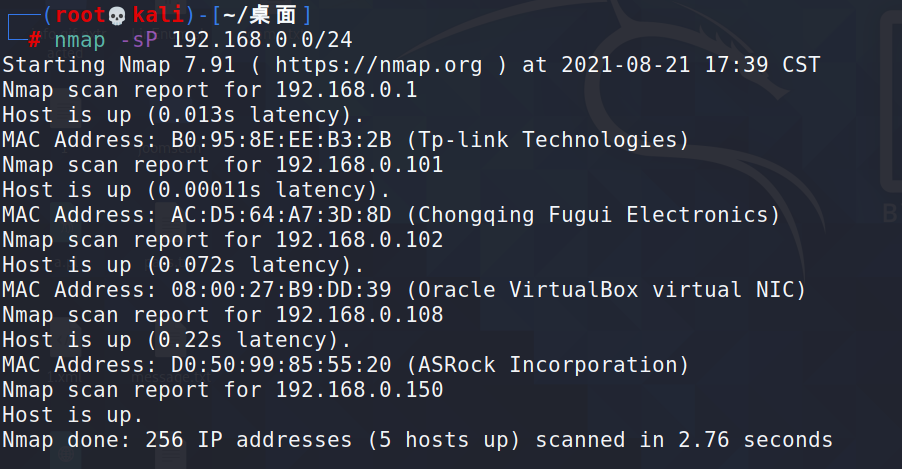 (root💀kali)-[~/桌面]
# nmap -sP 192.168.0.0/24
Starting Nmap 7.91 ( https://nmap.org ) at 2021-08-21 17:39 CST
Nmap scan report for 192.168.0.1
Host is up (0.013s latency).
MAC Address: B0:95:8E:EE:B3:2B (Tp-link Technologies)
Nmap scan report for 192.168.0.101
Host is up (0.00011s latency).
MAC Address: AC:D5:64:A7:3D:8D (Chongqing Fugui Electronics)
Nmap scan report for 192.168.0.102
Host is up (0.072s latency).
MAC Address: 08:00:27:B9:DD:39 (Oracle VirtualBox virtual NIC)
Nmap scan report for 192.168.0.108
Host is up (0.22s latency).
MAC Address: D0:50:99:85:55:20 (ASRock Incorporation)
Nmap scan report for 192.168.0.150
Host is up.
Nmap done: 256 IP addresses (5 hosts up) scanned in 2.76 seconds